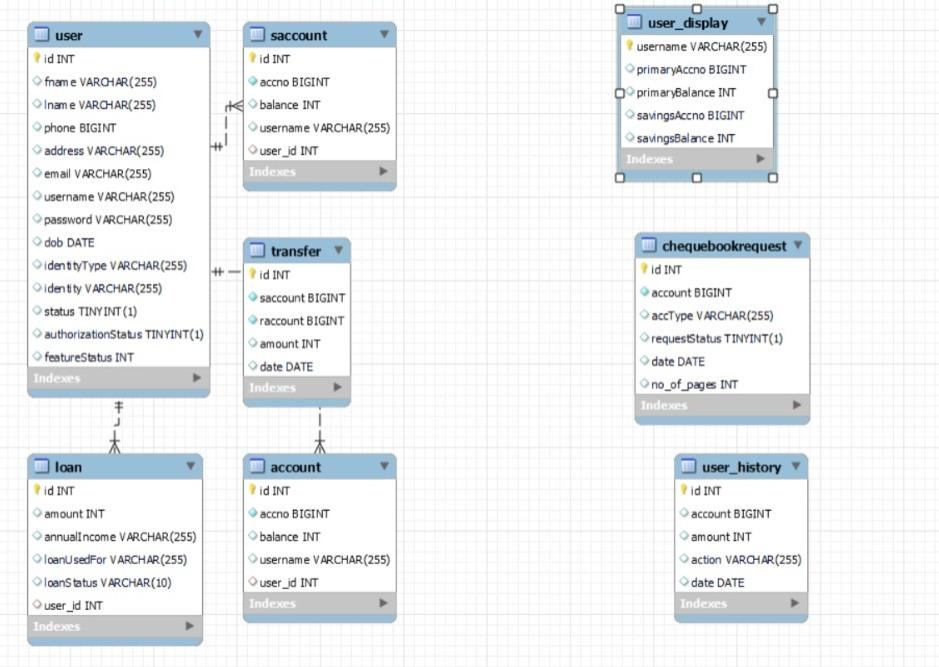 user
id INT
fname VARCHAR(255)
lname VARCHAR(255)
phone BIGINT
address VARCHAR(255)
email VARCHAR(255)
username VARCHAR(255)
password VARCHAR(255)
dob DATE
identityType VARCHAR(255)
identity VARCHAR(255)
status TINYINT(1)
authorizationStatus TINYINT(1)
featureStatus INT
Indexes
saccount
id INT
accno BIGINT
balance INT
username VARCHAR(255)
user_id INT
Indexes
user_display
username VARCHAR(255)
primaryAccno BIGINT
primaryBalance INT
savingsAccno BIGINT
savingsBalance INT
Indexes
transfer
id INT
saccount BIGINT
raccount BIGINT
amount INT
date DATE
Indexes
chequebookrequest
id INT
account BIGINT
accType VARCHAR(255)
requestStatus TINYINT(1)
date DATE
no_of_pages INT
Indexes
loan
id INT
amount INT
annualIncome VARCHAR(255)
loanUsedFor VARCHAR(255)
loanStatus VARCHAR(10)
user_id INT
Indexes
account
id INT
accno BIGINT
balance INT
username VARCHAR(255)
user_id INT
Indexes
user_history
id INT
account BIGINT
amount INT
action VARCHAR(255)
date DATE
Indexes